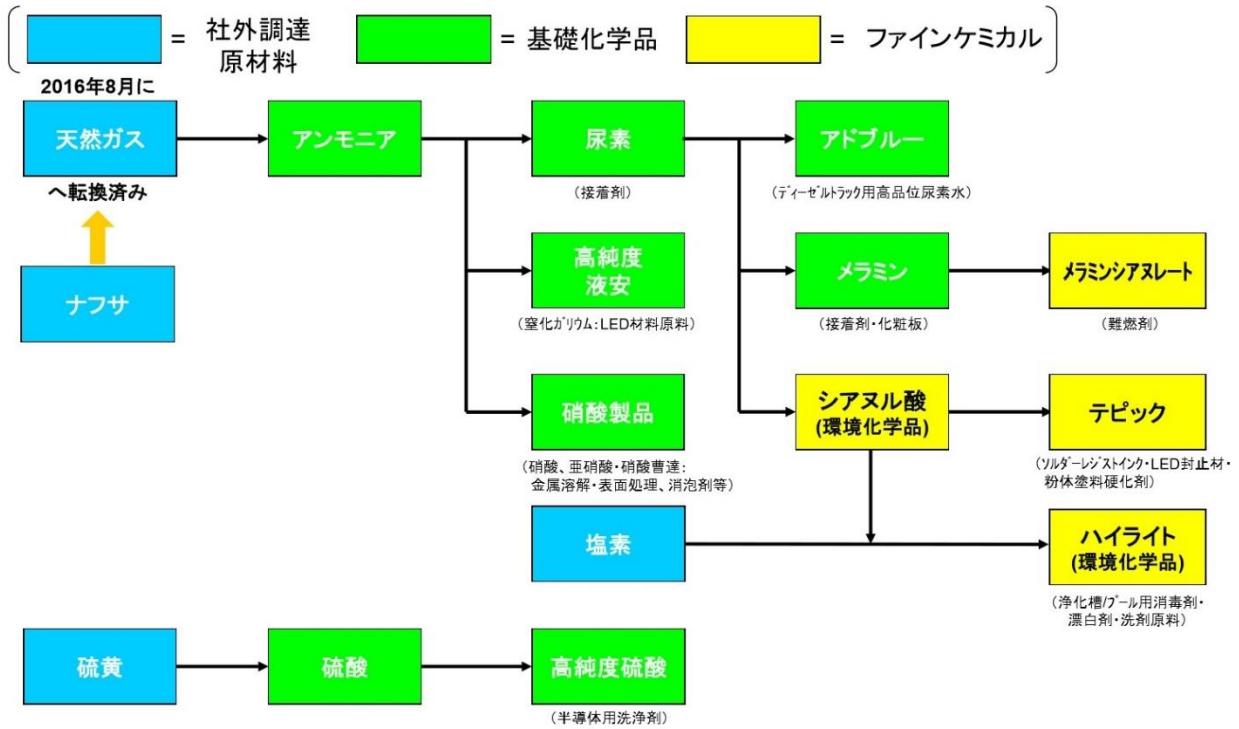 = 社外調達
原材料
= 基礎化学品
= ファインケミカル
2016年8月に
天然ガス
へ転換済み
ナフサ
アンモニア
尿素
(接着剤)
アドブルー
(ディーゼルトラック用高品位尿素水)
高純度
液安
(窒化ガリウム:LED材料原料)
メラミン
(接着剤・化粧板)
メラミンシアヌレート
(難燃剤)
硝酸製品
(硝酸、亜硝酸・硝酸曹達:
金属溶解・表面処理、消泡剤等)
シアヌル酸
(環境化学品)
テピック
(ソルダーレジストインク・LED封止材・
粉体塗料硬化剤)
塩素
ハイライト
(環境化学品)
(浄化槽/プール用消毒剤・
漂白剤・洗剤原料)
硫黄
硫酸
高純度硫酸
(半導体用洗浄剤)